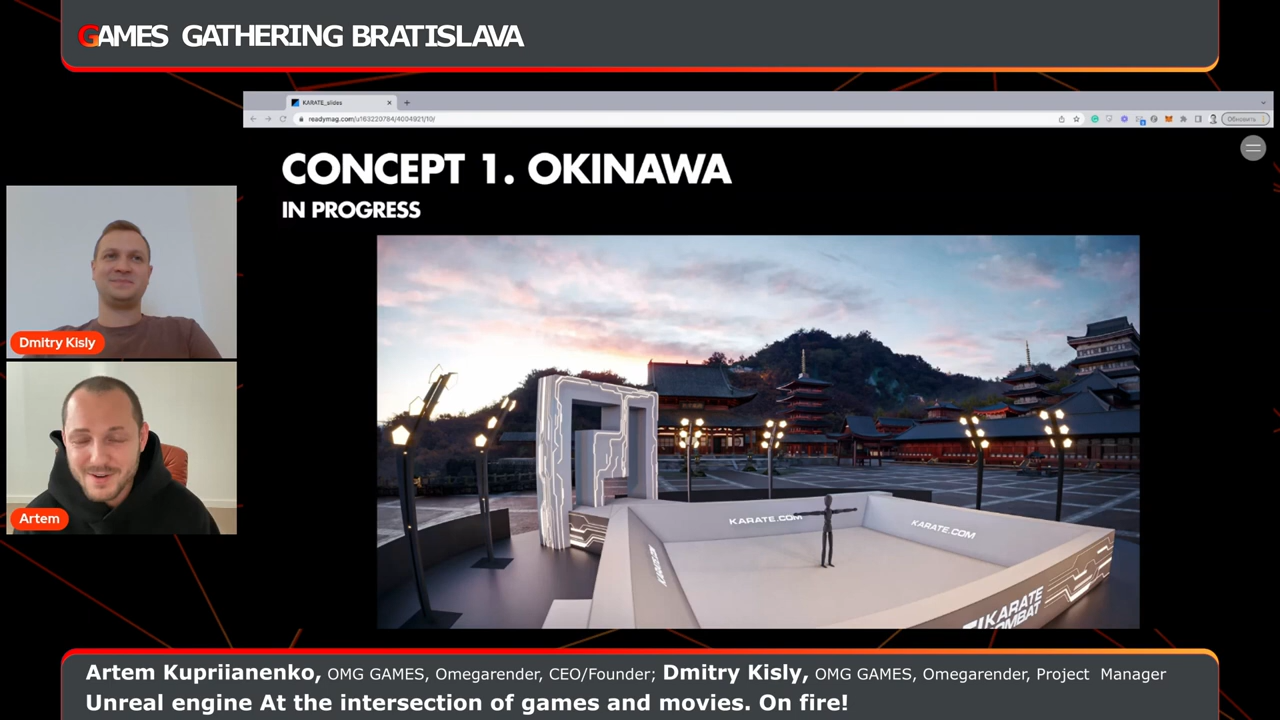 GAMES GATHERING BRATISLAVA
KARATE_slides
readymag.com/u163220784/4004921/10/
Обновить
CONCEPT 1. OKINAWA
IN PROGRESS
Dmitry Kisly
Artem
KARATE.COM
KARATE.COM
KARATE
COMBAT
Artem Kupriianenko, OMG GAMES, Omegarender, CEO/Founder; Dmitry Kisly, OMG GAMES, Omegarender, Project Manager
Unreal engine At the intersection of games and movies. On fire!